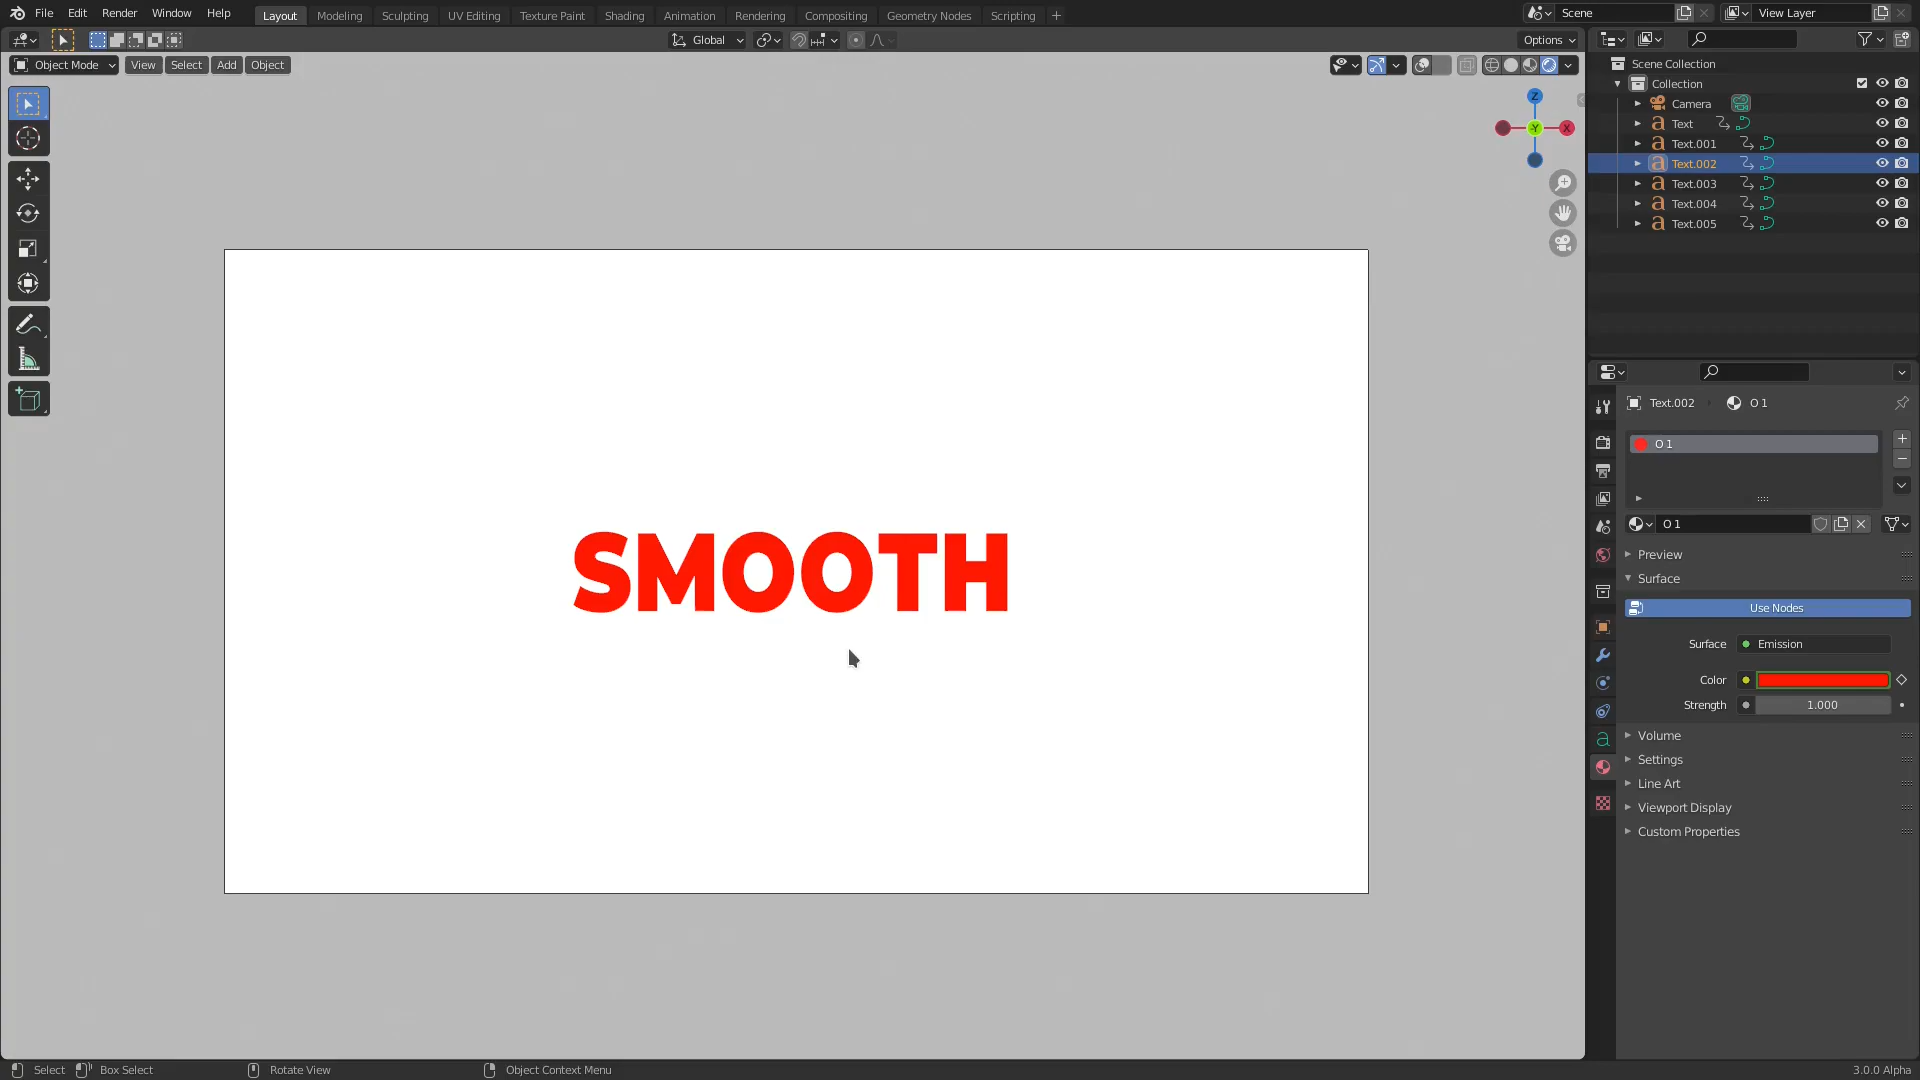 File Edit Render Window Help Layout Modeling Sculpting UV Editing Texture Paint Shading Animation Rendering Compositing Geometry Nodes Scripting + Scene View Layer
Global Options
Object Mode View Select Add Object
Z
Y X
SMOOTH
Scene Collection
Collection
Camera
Text
Text.001
Text.002
Text.003
Text.004
Text.005
Text.002 O 1
O 1
O 1
Preview
Surface
Use Nodes
Surface Emission
Color
Strength 1.000
Volume
Settings
Line Art
Viewport Display
Custom Properties
Select Box Select Rotate View Object Context Menu 3.0.0 Alpha